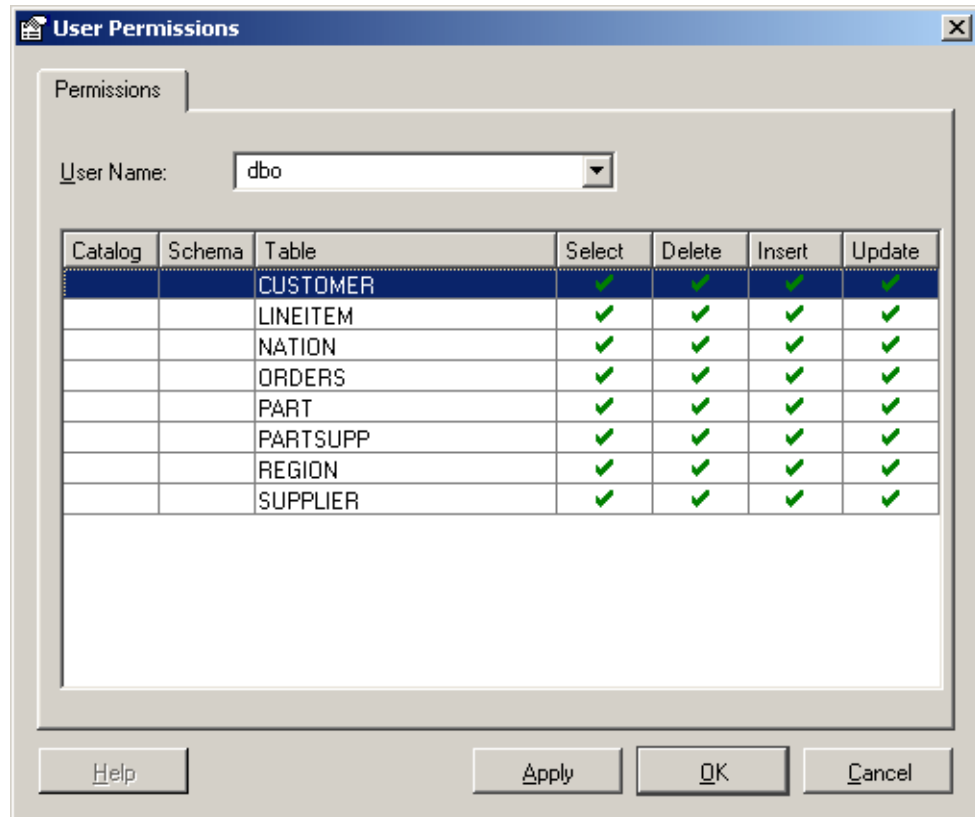 User Permissions
Permissions
User Name: dbo
Catalog Schema Table Select Delete Insert Update
CUSTOMER
LINEITEM
NATION
ORDERS
PART
PARTSUPP
REGION
SUPPLIER
Help Apply OK Cancel